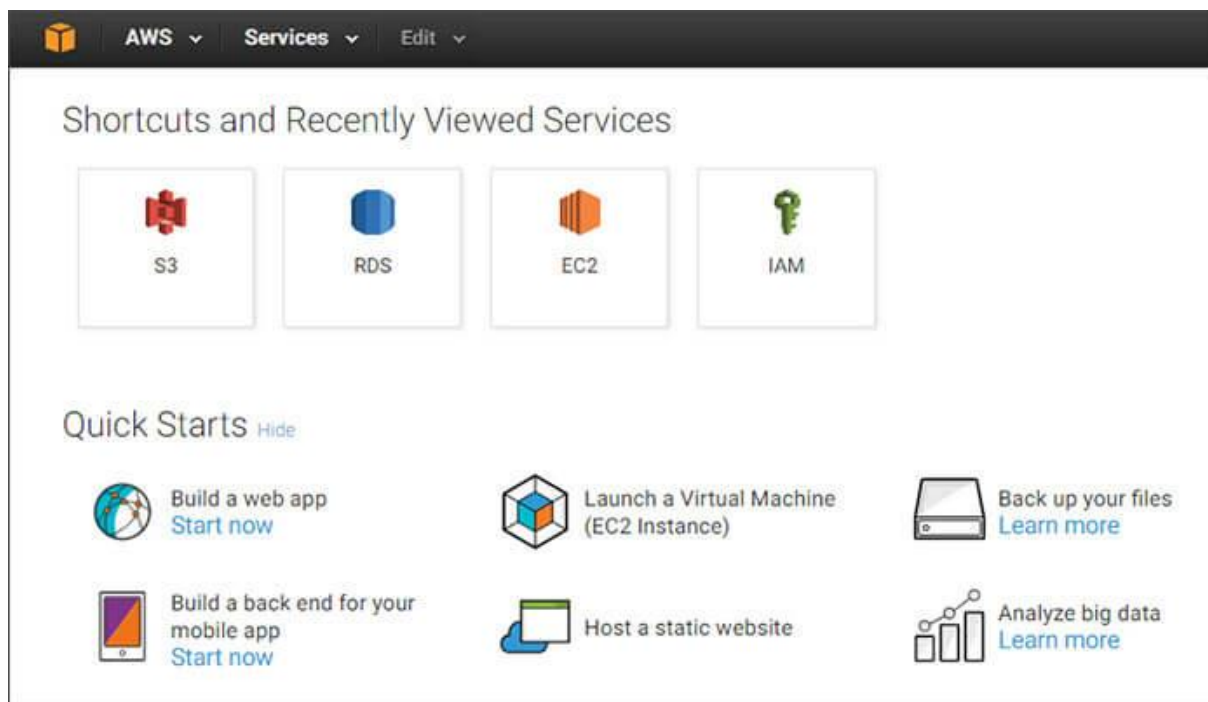 AWS Services Edit
Shortcuts and Recently Viewed Services
S3 RDS EC2 IAM
Quick Starts Hide
Build a web app
Start now
Launch a Virtual Machine
(EC2 Instance)
Back up your files
Learn more
Build a back end for your
mobile app
Start now
Host a static website
Analyze big data
Learn more